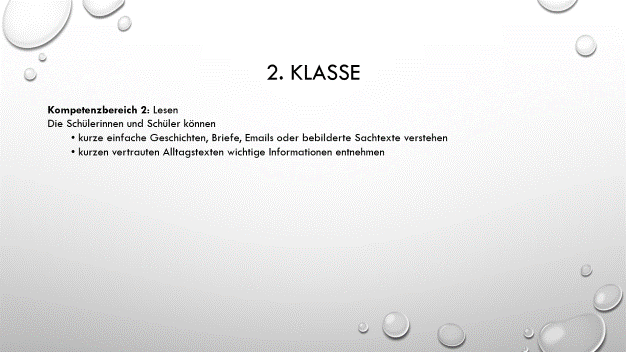 2. KLASSE
Kompetenzbereich 2: Lesen
Die Schülerinnen und Schüler können
• kurze einfache Geschichten, Briefe, Emails oder bebilderte Sachtexte verstehen
• kurzen vertrauten Alltagstexten wichtige Informationen entnehmen